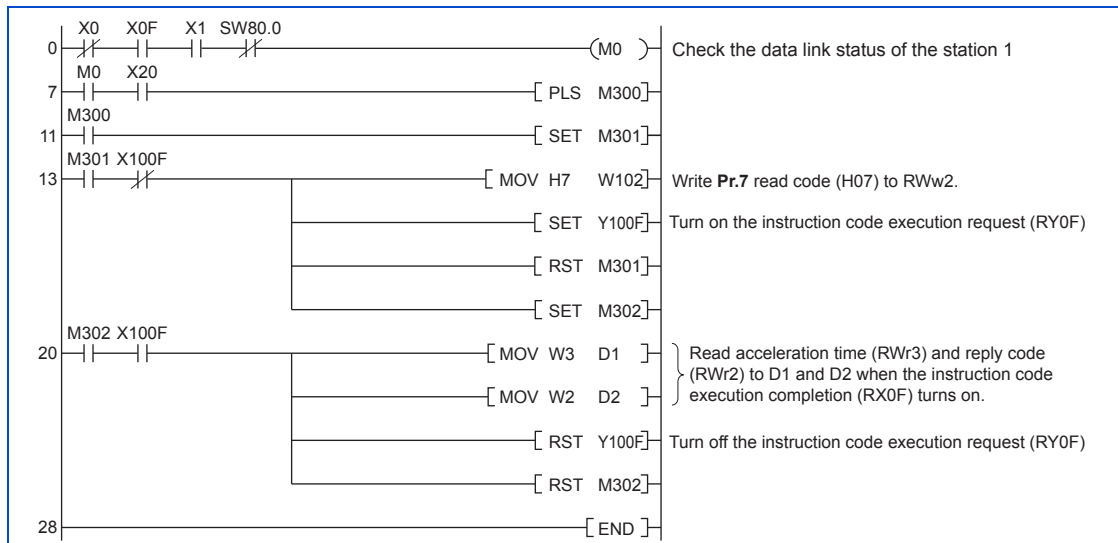 X0 X0F X1 SW80.0
0 (M0 ) Check the data link status of the station 1
M0 X20
7 [ PLS M300]
M300
11 [ SET M301]
M301 X100F
13 [ MOV H7 W102] Write Pr.7 read code (H07) to RWw2.
[ SET Y100F] Turn on the instruction code execution request (RY0F)
[ RST M301]
[ SET M302]
M302 X100F
20 [ MOV W3 D1 ] Read acceleration time (RWr3) and reply code
(RWr2) to D1 and D2 when the instruction code
[ MOV W2 D2 ] execution completion (RX0F) turns on.
[ RST Y100F] Turn off the instruction code execution request (RY0F)
[ RST M302]
28 [ END ]